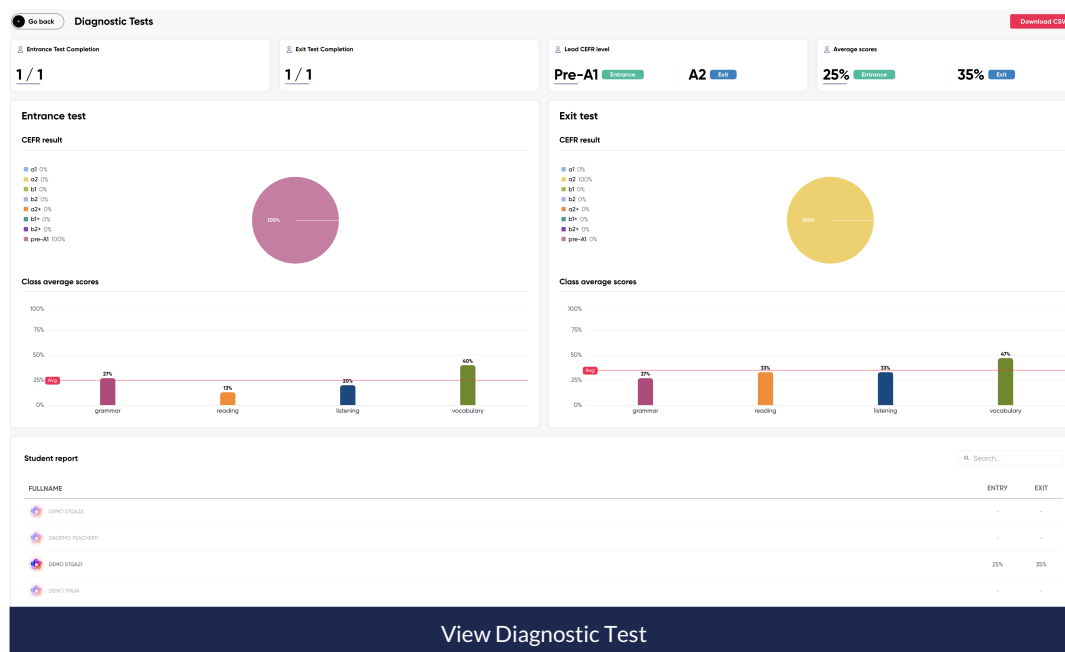 Go back
Diagnostic Tests
Download CSV
Entrance Test Completion
1 / 1
Exit Test Completion
1 / 1
Lead CEFR level
Pre-A1 Entrance
A2 Exit
Average scores
25% Entrance
35% Exit
Entrance test
CEFR result
a1 0%
a2 0%
b1 0%
b2 0%
a2+ 0%
b1+ 0%
b2+ 0%
pre-A1 100%
100%
Class average scores
100%
75%
50%
25%
0%
Avg
27%
13%
20%
40%
grammar
reading
listening
vocabulary
Exit test
CEFR result
a1 0%
a2 100%
b1 0%
b2 0%
a2+ 0%
b1+ 0%
b2+ 0%
pre-A1 0%
100%
Class average scores
100%
75%
50%
25%
0%
Avg
27%
33%
33%
47%
grammar
reading
listening
vocabulary
Student report
Search...
FULLNAME ENTRY EXIT
DEMO STQA22 - -
QADEMO TEACHER11 - -
DEMO STQA21 25% 35%
DEMO TMQA - -
View Diagnostic Test